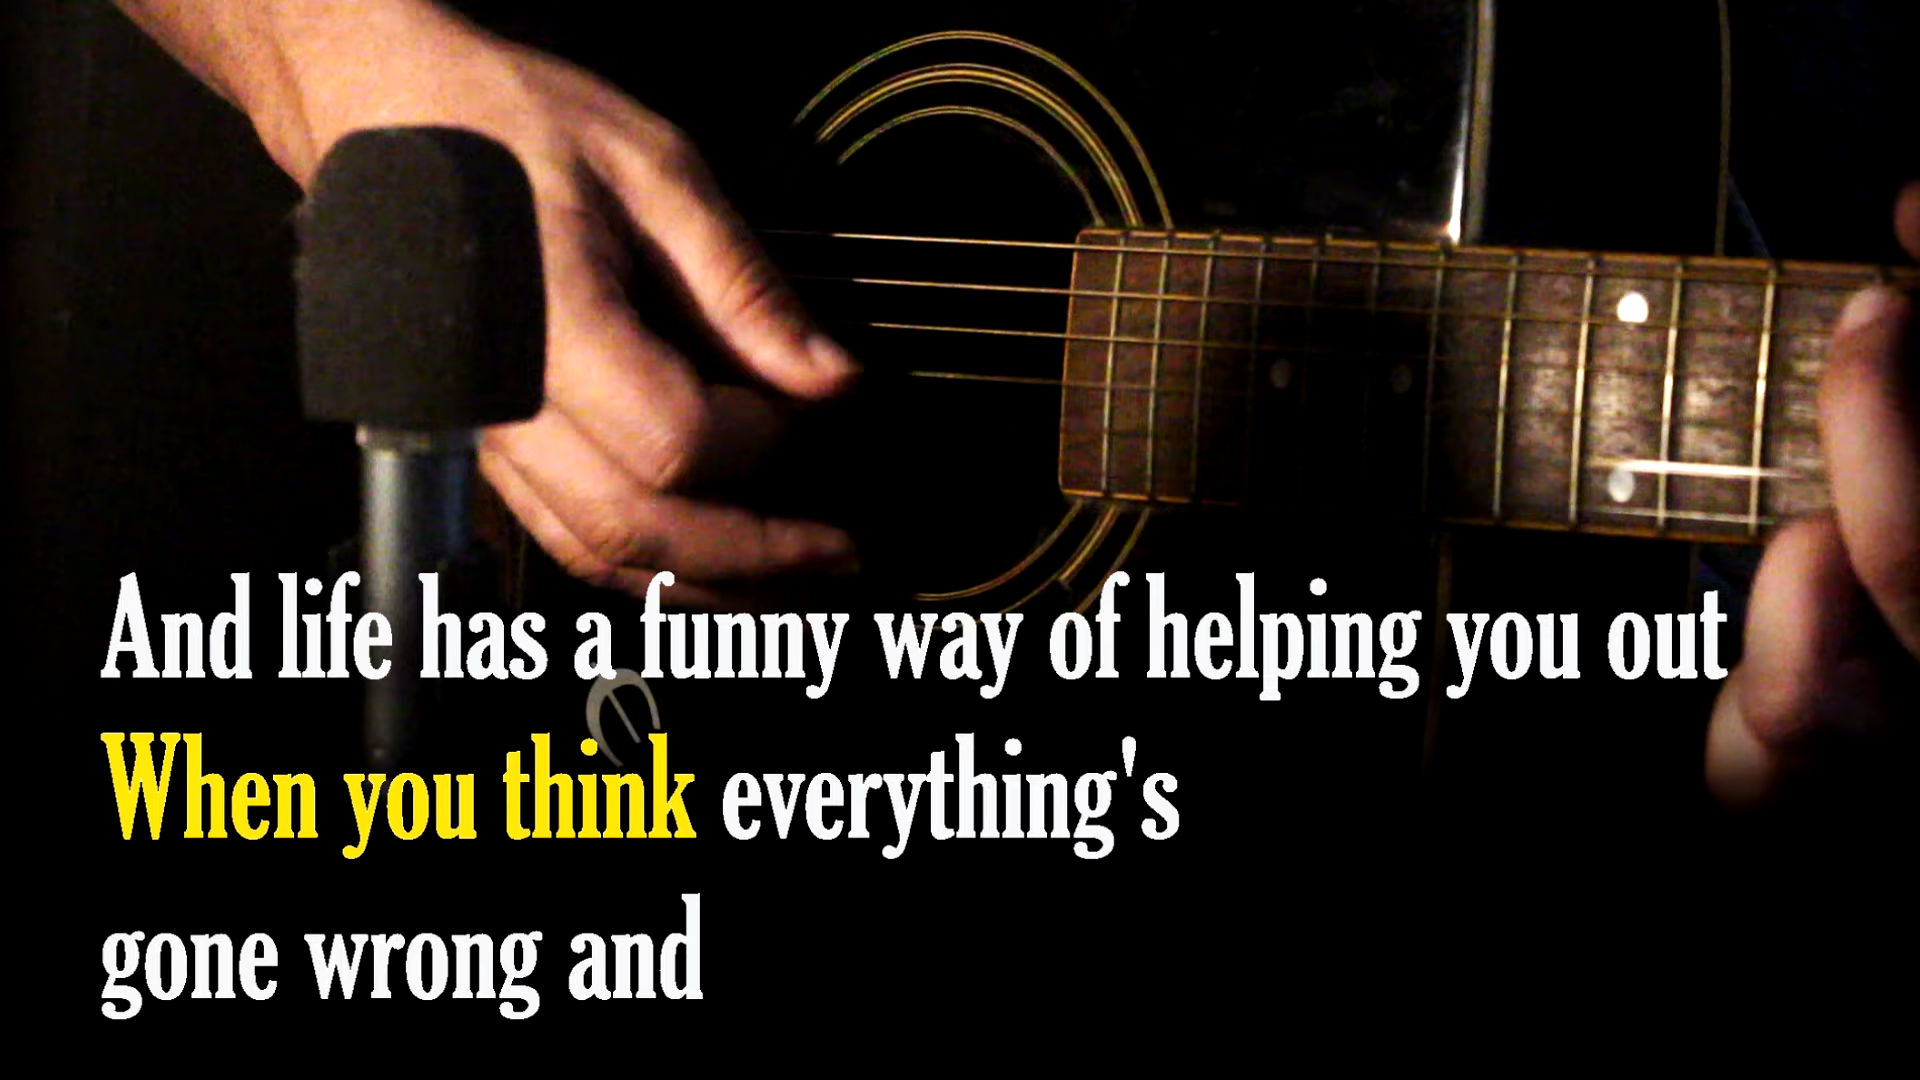 And life has a funny way of helping you out
When you think everything's
gone wrong and